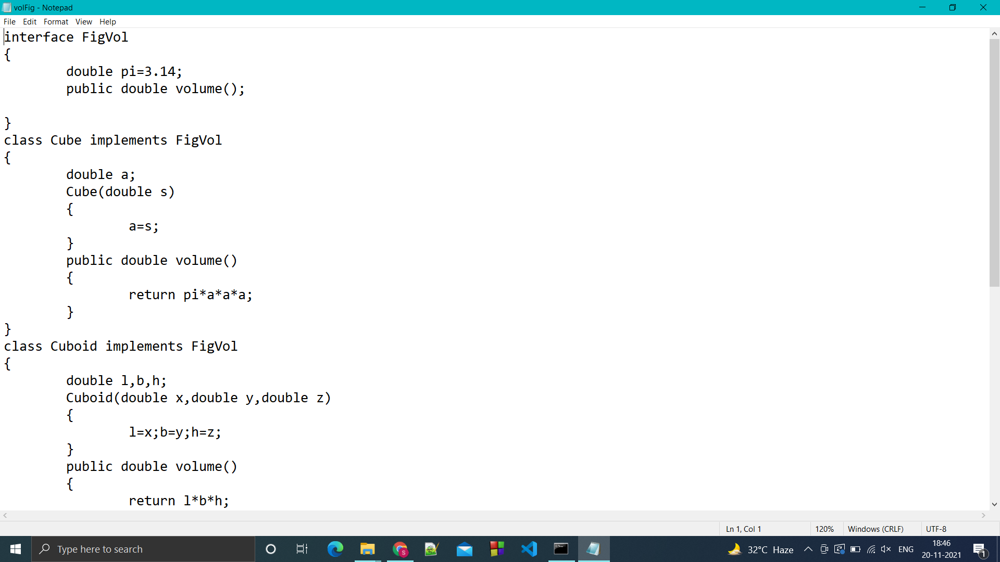 volFig - Notepad
File Edit Format View Help
interface FigVol
{
double pi=3.14;
public double volume();
}
class Cube implements FigVol
{
double a;
Cube(double s)
{
a=s;
}
public double volume()
{
return pi*a*a*a;
}
}
class Cuboid implements FigVol
{
double l,b,h;
Cuboid(double x,double y,double z)
{
l=x;b=y;h=z;
}
public double volume()
{
return l*b*h;
Ln 1, Col 1 120% Windows (CRLF) UTF-8
Type here to search S 32°C Haze ENG 18:46
20-11-2021 1